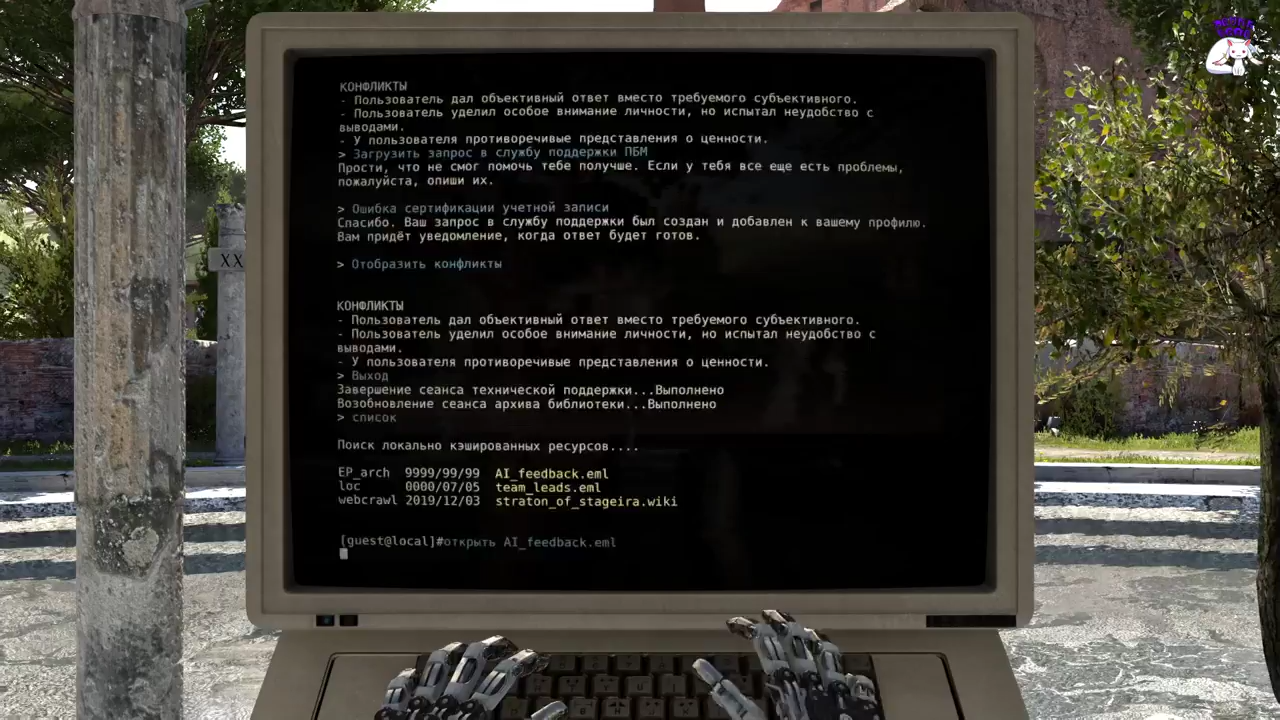 КОНФЛИКТЫ
- Пользователь дал объективный ответ вместо требуемого субъективного.
- Пользователь уделил особое внимание личности, но испытал неудобство с
выводами.
- У пользователя противоречивые представления о ценности.
> Загрузить запрос в службу поддержки ПБМ
Прости, что не смог помочь тебе получше. Если у тебя все еще есть проблемы,
пожалуйста, опиши их.
> Ошибка сертификации учетной записи
Спасибо. Ваш запрос в службу поддержки был создан и добавлен к вашему профилю.
Вам придёт уведомление, когда ответ будет готов.
> Отобразить конфликты
КОНФЛИКТЫ
- Пользователь дал объективный ответ вместо требуемого субъективного.
- Пользователь уделил особое внимание личности, но испытал неудобство с
выводами.
- У пользователя противоречивые представления о ценности.
> Выход
Завершение сеанса технической поддержки...Выполнено
Возобновление сеанса архива библиотеки...Выполнено
> список
Поиск локально кэшированных ресурсов....
EP_arch 9999/99/99 AI_feedback.eml
loc 0000/07/05 team_leads.eml
webcrawl 2019/12/03 straton_of_stageira.wiki
[guest@local]#открыть AI_feedback.eml
XX